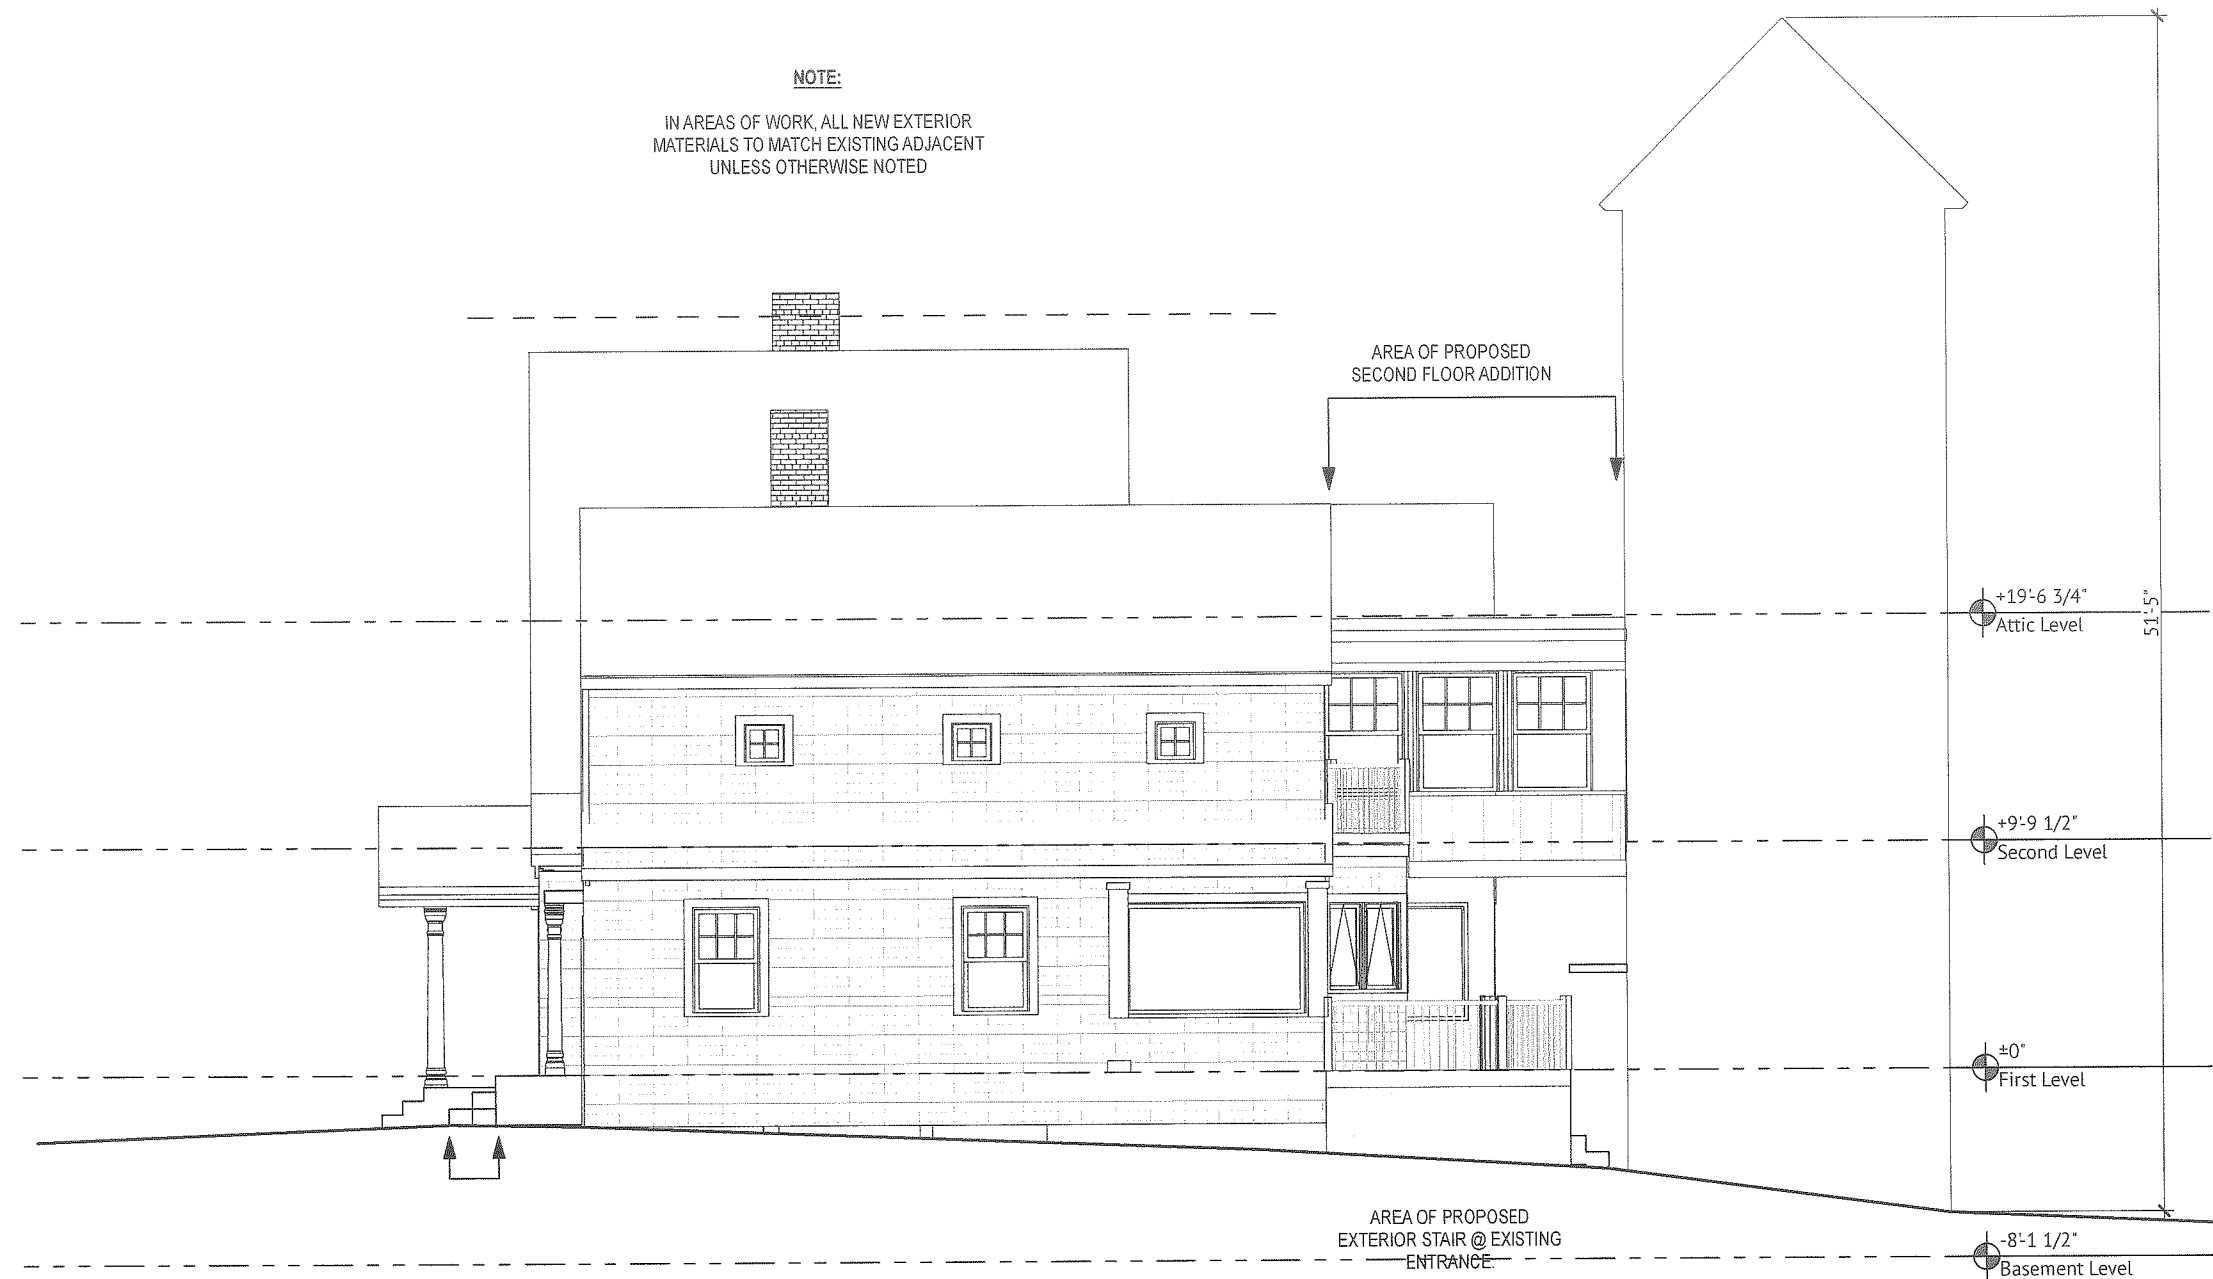 NOTE:
IN AREAS OF WORK, ALL NEW EXTERIOR
MATERIALS TO MATCH EXISTING ADJACENT
UNLESS OTHERWISE NOTED
AREA OF PROPOSED
SECOND FLOOR ADDITION
+19'-6 3/4"
Attic Level
51'-5"
+9'-9 1/2"
Second Level
±0"
First Level
AREA OF PROPOSED
EXTERIOR STAIR @ EXISTING
ENTRANCE.
-8'-1 1/2"
Basement Level